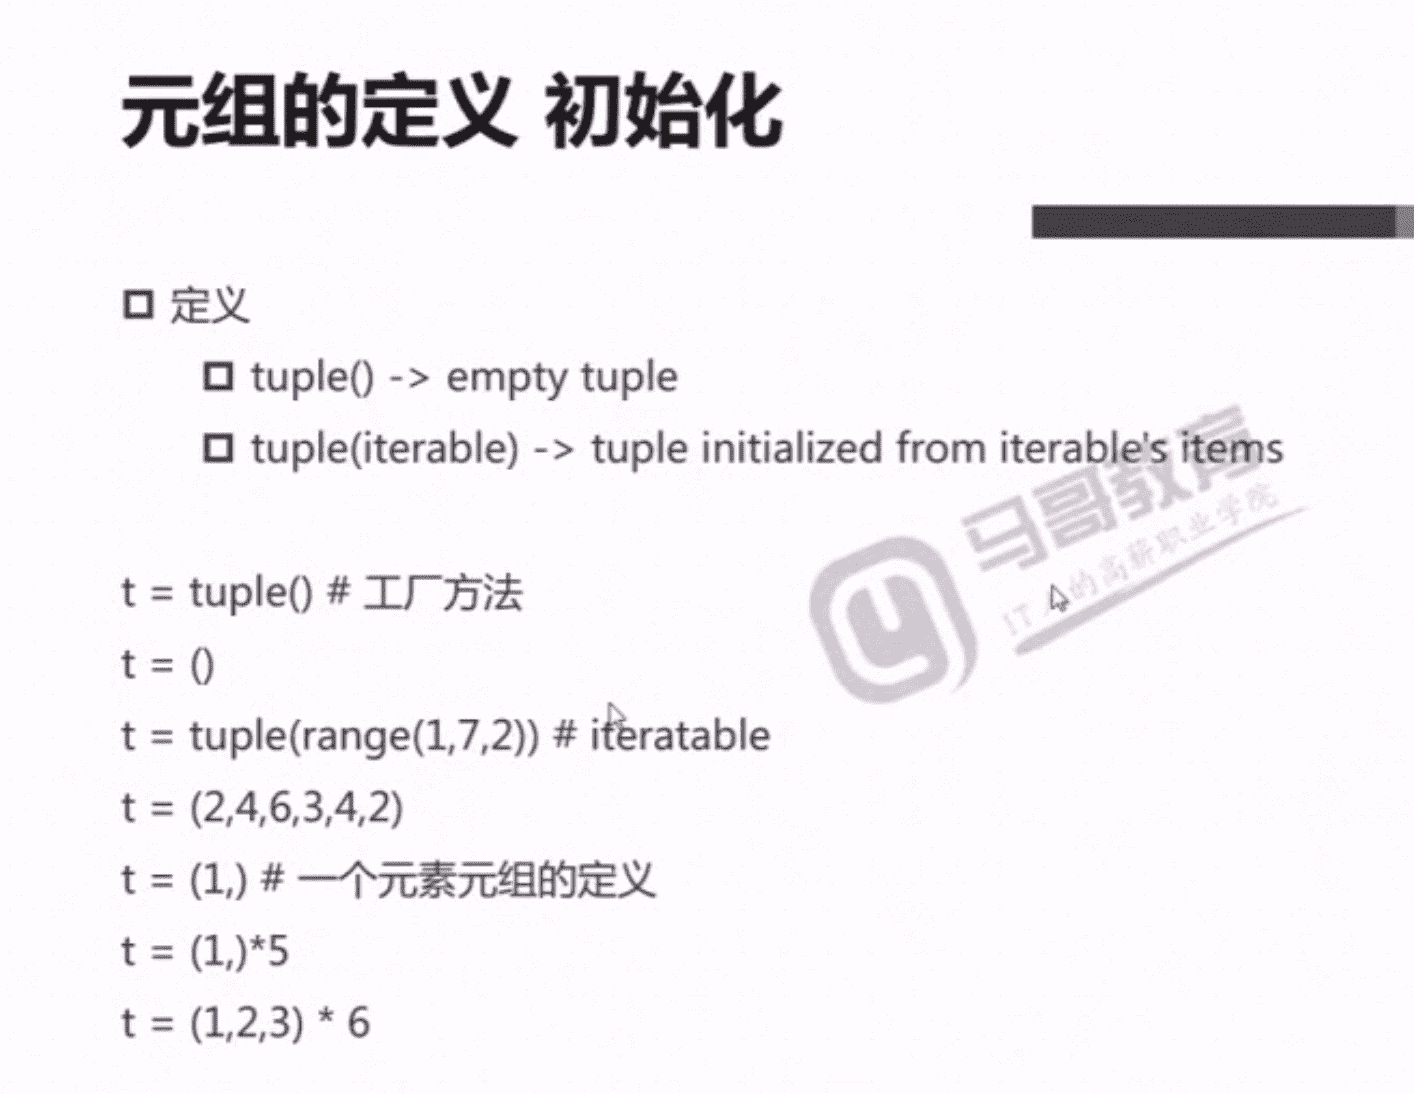 元组的定义 初始化
定义
tuple() -> empty tuple
tuple(iterable) -> tuple initialized from iterable's items
t = tuple() # 工厂方法
t = ()
t = tuple(range(1,7,2)) # iteratable
t = (2,4,6,3,4,2)
t = (1,) # 一个元素元组的定义
t = (1,)*5
t = (1,2,3) * 6
马哥教育
IT人的高薪职业学院